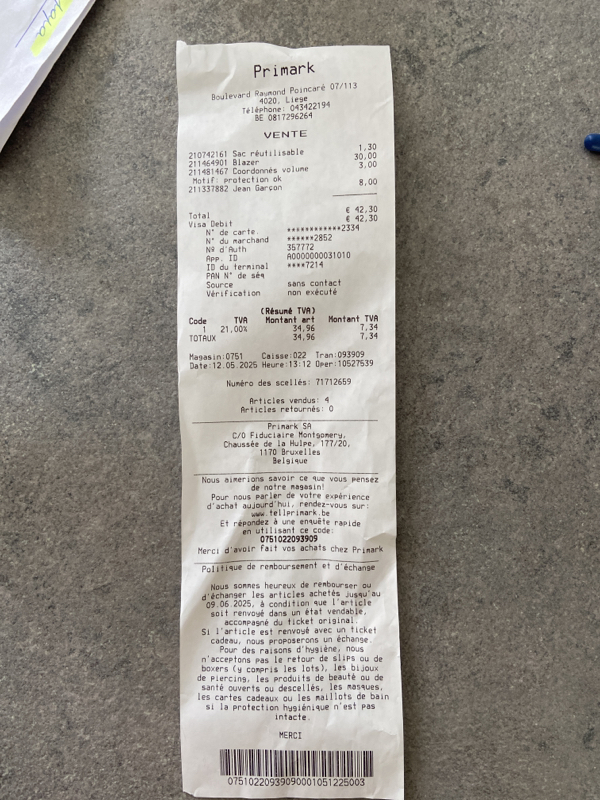 Primark
Boulevard Raymond Poincaré 07/113
4020, Liege
Téléphone: 043422194
BE 0817296264
VENTE
210742161 Sac réutilisable 1,30
211464901 Blazer 30,00
211481467 Coordonnés volume 3,00
Motif: protection ok
211337882 Jean Garçon 8,00
Total € 42,30
Visa Debit € 42,30
N° de carte. ************2334
N° du marchand ******2852
Nº d'Auth 357772
App. ID A0000000031010
ID du terminal ****7214
PAN N° de séq
Source sans contact
Vérification non exécuté
(Résumé TVA)
Code TVA Montant art Montant TVA
1 21,00% 34,96 7,34
TOTAUX 34,96 7,34
Magasin:0751 Caisse:022 Tran:093909
Date:12.05.2025 Heure:13:12 Oper:10527539
Numéro des scellés: 71712659
Articles vendus: 4
Articles retournés: 0
Primark SA
C/O Fiduciaire Montgomery,
Chaussée de la Hulpe, 177/20,
1170 Bruxelles
Belgique
Nous aimerions savoir ce que vous pensez
de notre magasin!
Pour nous parler de votre expérience
d'achat aujourd'hui, rendez-vous sur:
www.tellprimark.be
Et répondez à une enquête rapide
en utilisant ce code:
0751022093909
Merci d'avoir fait vos achats chez Primark
Politique de remboursement et d'échange
Nous sommes heureux de rembourser ou
d'échanger les articles achetés jusqu'au
09.06.2025, à condition que l'article
soit renvoyé dans un état vendable,
accompagné du ticket original.
Si l'article est renvoyé avec un ticket
cadeau, nous proposerons un échange.
Pour des raisons d'hygiène, nous
n'acceptons pas le retour de slips ou de
boxers (y compris les lots), les bijoux
de piercing, les produits de beauté ou de
santé ouverts ou descellés, les masques,
les cartes cadeaux ou les maillots de bain
si la protection hygiénique n'est pas
intacte.
MERCI
07510220939090001051225003